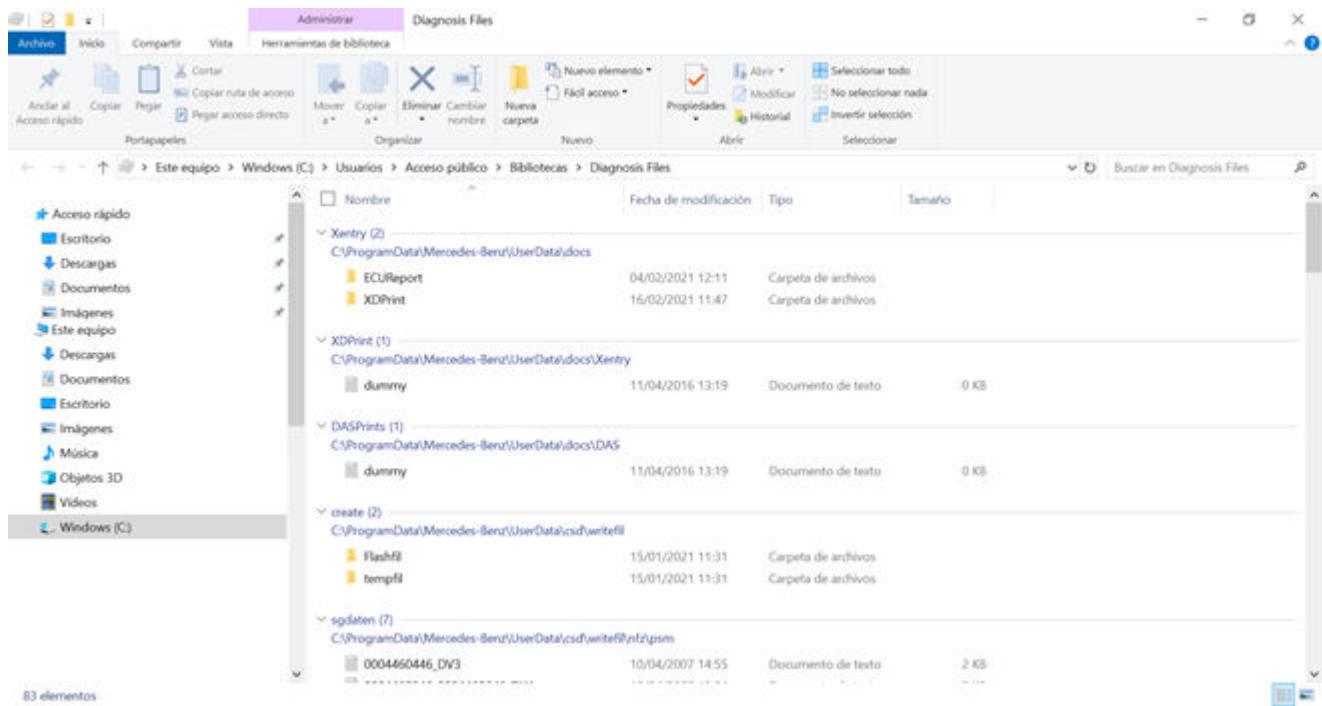 Administrar
Diagnosis Files
Archivo Inicio Compartir Vista Herramientas de biblioteca
Andar al Acceso rápido
Copiar
Pegar
Cortar
Copiar ruta de acceso
Pegar acceso directo
Mover a
Copiar a
Eliminar
Cambiar nombre
Nueva carpeta
Nuevo elemento
Fácil acceso
Propiedades
Abrir
Modificar
Historial
Seleccionar todo
No seleccionar nada
Invertir selección
Portapapeles Organizar Nuevo Abrir Seleccionar
Este equipo > Windows (C:) > Usuarios > Acceso público > Bibliotecas > Diagnosis Files
Buscar en Diagnosis Files
Acceso rápido
Escritorio
Descargas
Documentos
Imágenes
Este equipo
Descargas
Documentos
Escritorio
Imágenes
Música
Objetos 3D
Vídeos
Windows (C:)
Nombre Fecha de modificación Tipo Tamaño
Xentry (2)
C:\ProgramData\Mercedes-Benz\UserData\docs
ECUReport 04/02/2021 12:11 Carpeta de archivos
XDPrint 16/02/2021 11:47 Carpeta de archivos
XDPrint (1)
C:\ProgramData\Mercedes-Benz\UserData\docs\Xentry
dummy 11/04/2016 13:19 Documento de texto 0 KB
DASPrints (1)
C:\ProgramData\Mercedes-Benz\UserData\docs\DAS
dummy 11/04/2016 13:19 Documento de texto 0 KB
create (2)
C:\ProgramData\Mercedes-Benz\UserData\csd\writefil
Flashfil 15/01/2021 11:31 Carpeta de archivos
tempfil 15/01/2021 11:31 Carpeta de archivos
sgdaten (7)
C:\ProgramData\Mercedes-Benz\UserData\csd\writefil\nfz\psm
0004460446_DV3 10/04/2007 14:55 Documento de texto 2 KB
83 elementos